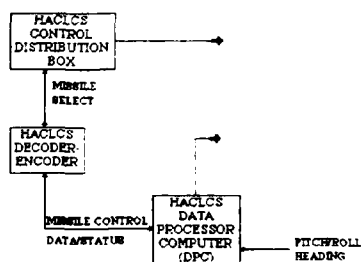 HACLCS
CONTROL
DISTRIBUTION
BOX
MISSILE
SELECT
HACLCS
DECODER-
ENCODER
MISSILE CONTROL
DATA/STATUS
HACLCS
DATA
PROCESSOR
COMPUTER
(DPC)
PITCH/ROLL
HEADING